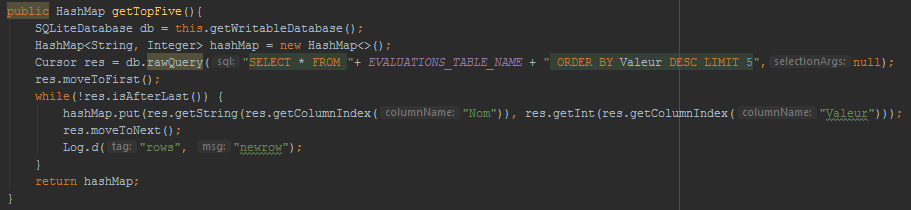 public HashMap getTopFive(){
SQLiteDatabase db = this.getWritableDatabase();
HashMap<String, Integer> hashMap = new HashMap<>();
Cursor res = db.rawQuery( sql: "SELECT * FROM "+ EVALUATIONS_TABLE_NAME + " ORDER BY Valeur DESC LIMIT 5", selectionArgs: null);
res.moveToFirst();
while(!res.isAfterLast()) {
hashMap.put(res.getString(res.getColumnIndex( columnName: "Nom")), res.getInt(res.getColumnIndex( columnName: "Valeur")));
res.moveToNext();
Log.d( tag: "rows", msg: "newrow");
}
return hashMap;
}